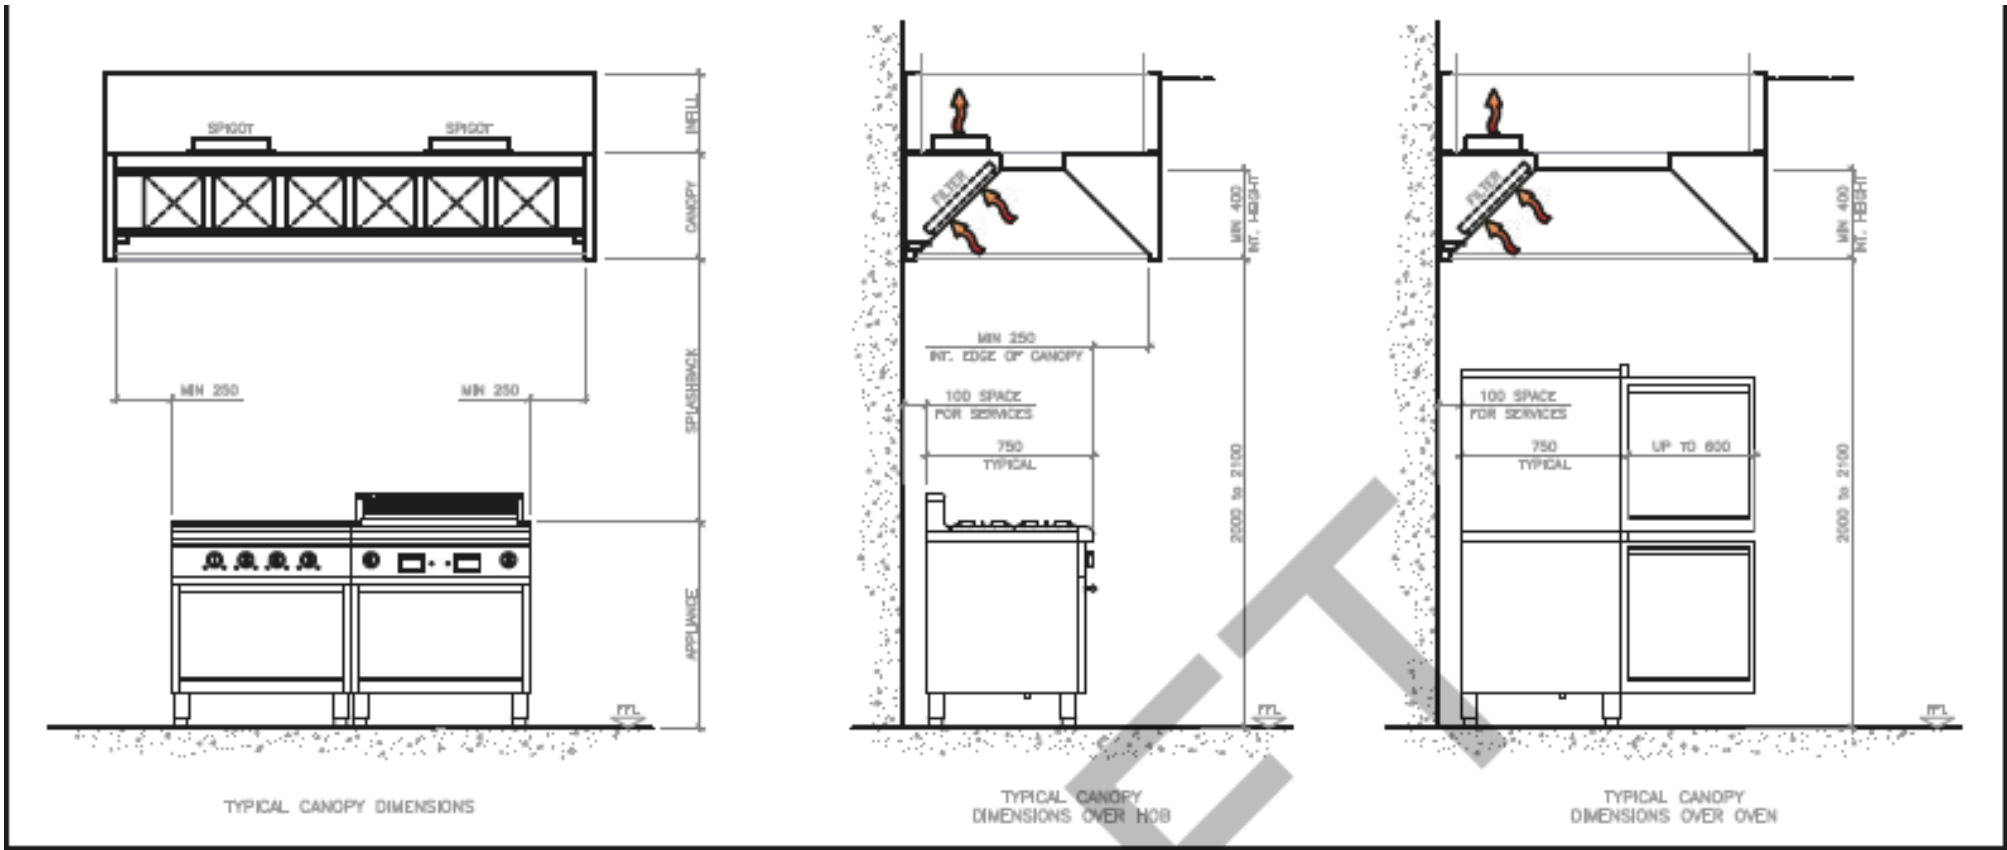 SPIGOT
SPIGOT
INFILL
CANOPY
SPLASHBACK
APPLIANCE
MIN 250
MIN 250
FFL
TYPICAL CANOPY DIMENSIONS
FILTER
MIN 400
INT. HEIGHT
MIN 250
INT. EDGE OF CANOPY
100 SPACE
FOR SERVICES
750
TYPICAL
2000 to 2100
FFL
TYPICAL CANOPY
DIMENSIONS OVER HOB
FILTER
MIN 400
INT. HEIGHT
100 SPACE
FOR SERVICES
750
TYPICAL
UP TO 600
2000 to 2100
FFL
TYPICAL CANOPY
DIMENSIONS OVER OVEN
ET